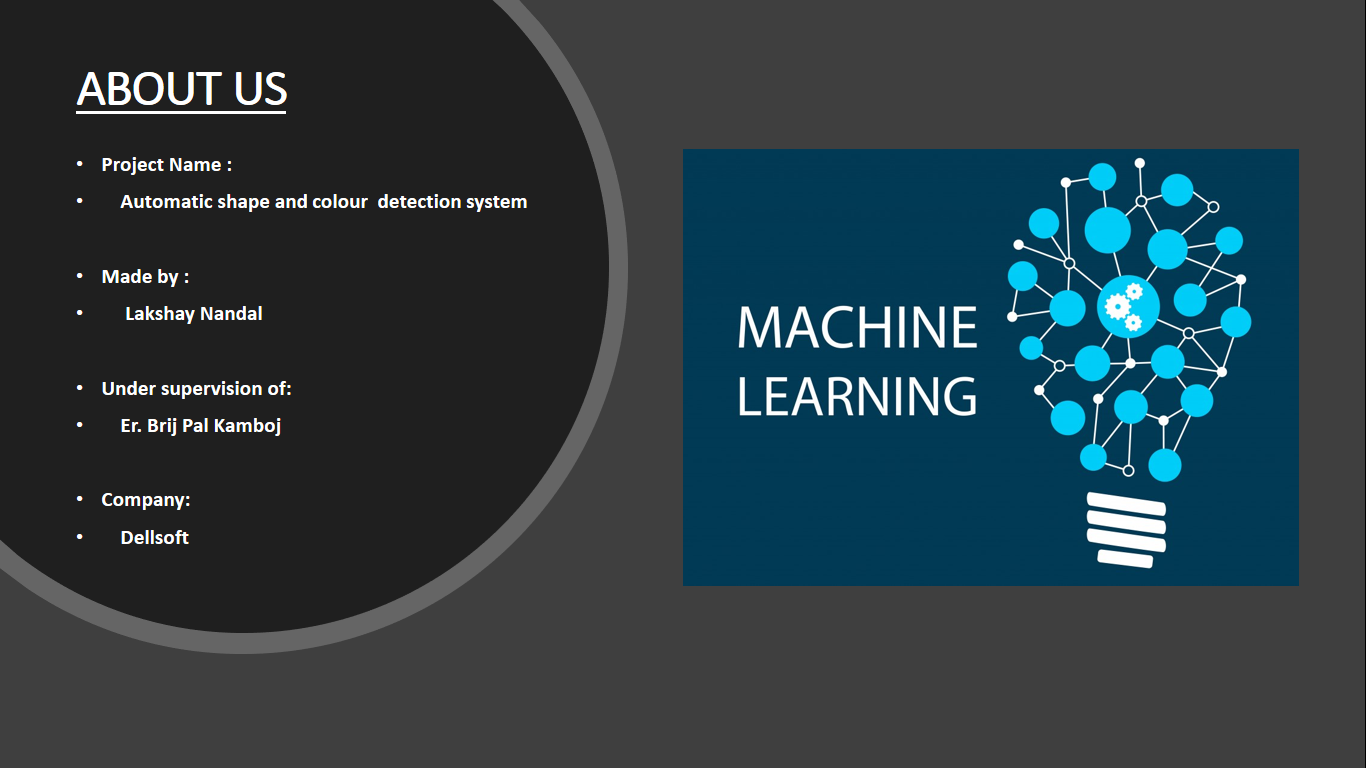 ABOUT US
• Project Name :
• Automatic shape and colour  detection system
• Made by :
• Lakshay Nandal
• Under supervision of:
• Er. Brij Pal Kamboj
• Company:
• Dellsoft
MACHINE
LEARNING